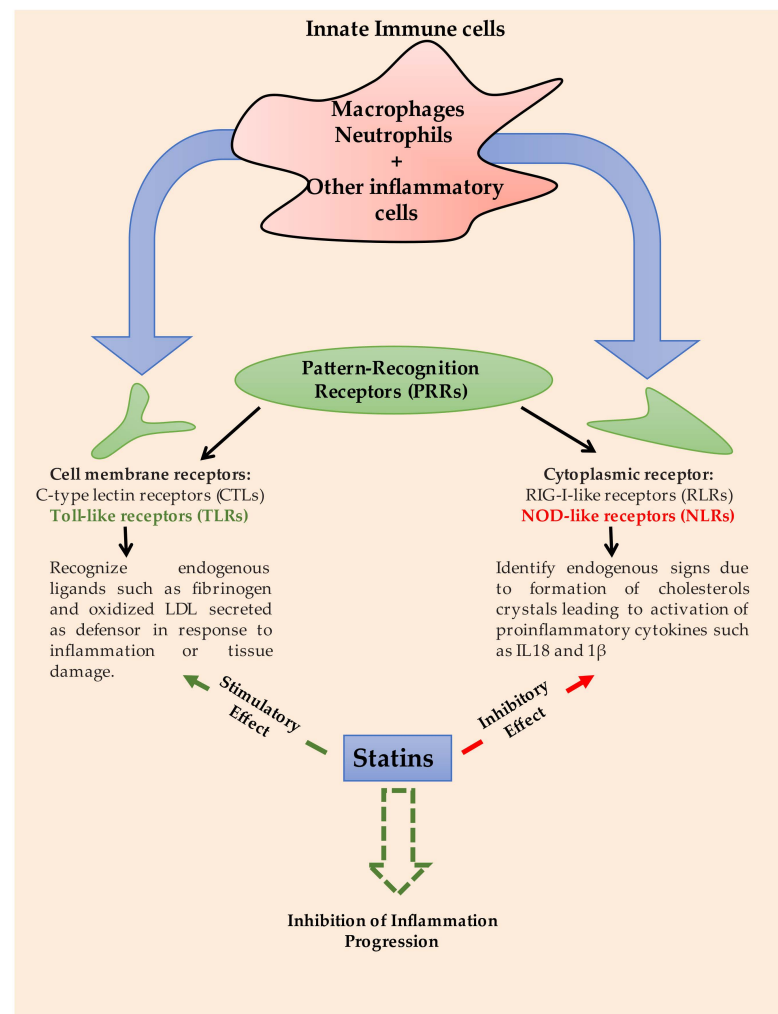 Innate Immune cells
Macrophages
Neutrophils
+
Other inflammatory
cells
Pattern-Recognition
Receptors (PRRs)
Cell membrane receptors:
C-type lectin receptors (CTLs)
Toll-like receptors (TLRs)
Recognize endogenous
ligands such as fibrinogen
and oxidized LDL secreted
as defensor in response to
inflammation or tissue
damage.
Cytoplasmic receptor:
RIG-I-like receptors (RLRs)
NOD-like receptors (NLRs)
Identify endogenous signs due
to formation of cholesterols
crystals leading to activation of
proinflammatory cytokines such
as IL18 and 1β
Stimulatory
Effect
Inhibitory
Effect
Statins
Inhibition of Inflammation
Progression